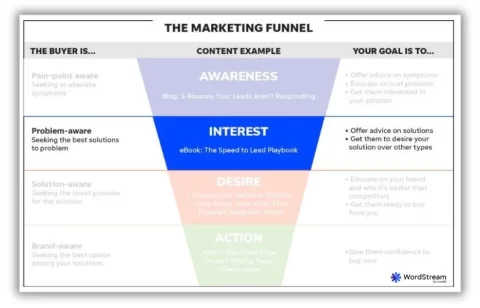 THE MARKETING FUNNEL
THE BUYER IS...
CONTENT EXAMPLE
YOUR GOAL IS TO...
Pain-point aware
Seeking to alleviate
symptoms
AWARENESS
Blog: 5 Reasons Your Leads Aren't Responding
• Offer advice on symptoms
• Educate on root problem
• Get them interested in
your solution
Problem-aware
Seeking the best solutions
to problem
INTEREST
eBook: The Speed to Lead Playbook
• Offer advice on solutions
• Get them to desire your
solution over other types
Solution-aware
Seeking the best provider
for the solution
DESIRE
• Educate on your brand
and why it's better than
competitors
• Get them ready to buy
from you
Brand-aware
Seeking the best option
among your solutions
ACTION
• Give them confidence to
buy now
WordStream